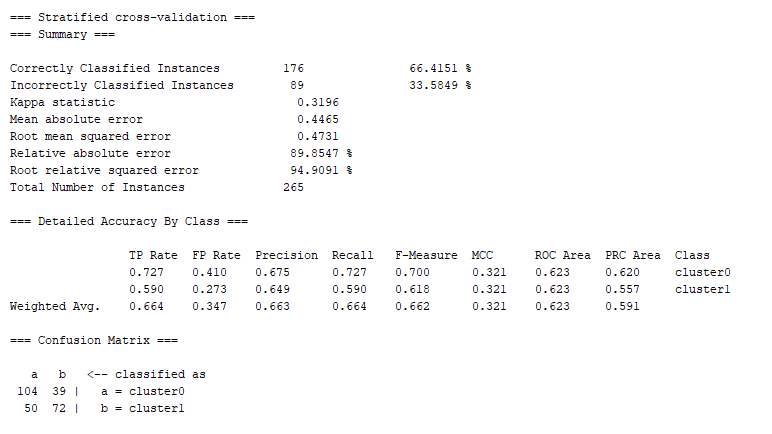 === Stratified cross-validation ===
=== Summary ===
Correctly Classified Instances 176 66.4151 %
Incorrectly Classified Instances 89 33.5849 %
Kappa statistic 0.3196
Mean absolute error 0.4465
Root mean squared error 0.4731
Relative absolute error 89.8547 %
Root relative squared error 94.9091 %
Total Number of Instances 265
=== Detailed Accuracy By Class ===
TP Rate FP Rate Precision Recall F-Measure MCC ROC Area PRC Area Class
0.727 0.410 0.675 0.727 0.700 0.321 0.623 0.620 cluster0
0.590 0.273 0.649 0.590 0.618 0.321 0.623 0.557 cluster1
Weighted Avg. 0.664 0.347 0.663 0.664 0.662 0.321 0.623 0.591
=== Confusion Matrix ===
a b <-- classified as
104 39 | a = cluster0
50 72 | b = cluster1